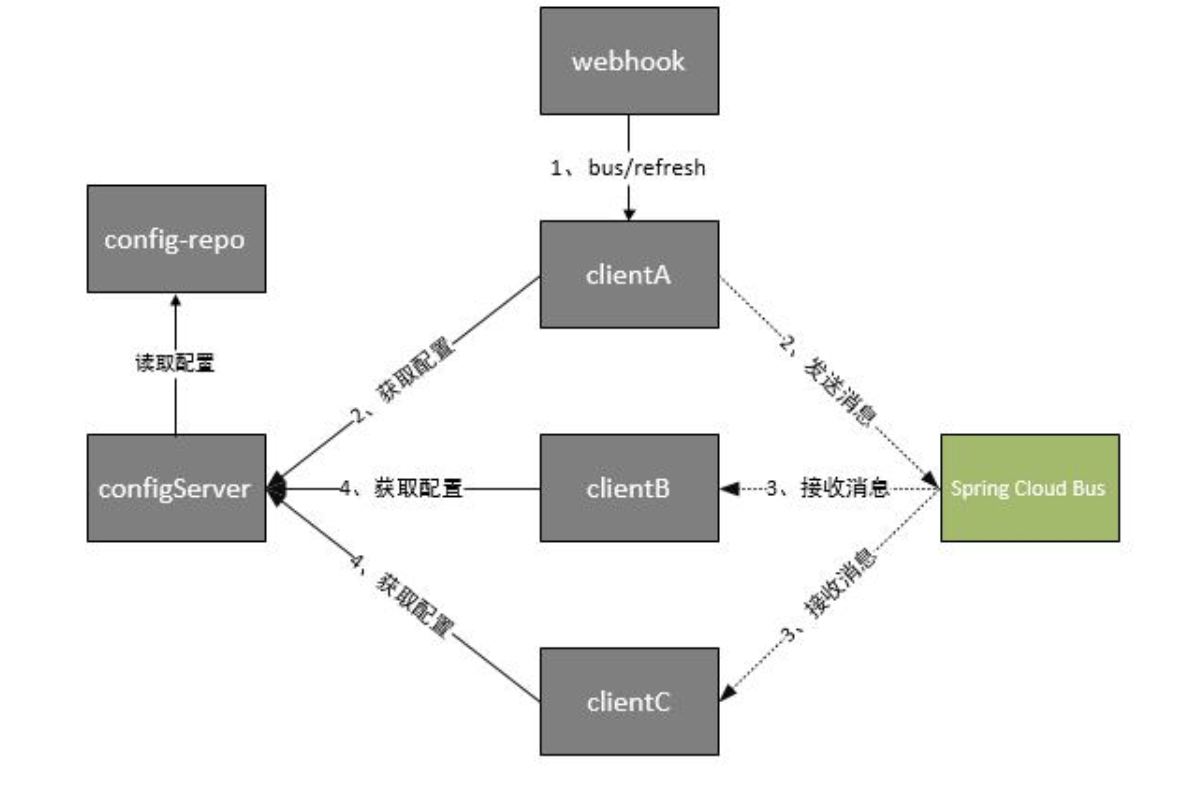 webhook
1、bus/refresh
config-repo
clientA
读取配置
2、获取配置
2、发送消息
configServer
4、获取配置
clientB
3、接收消息
Spring Cloud Bus
4、获取配置
3、接收消息
clientC